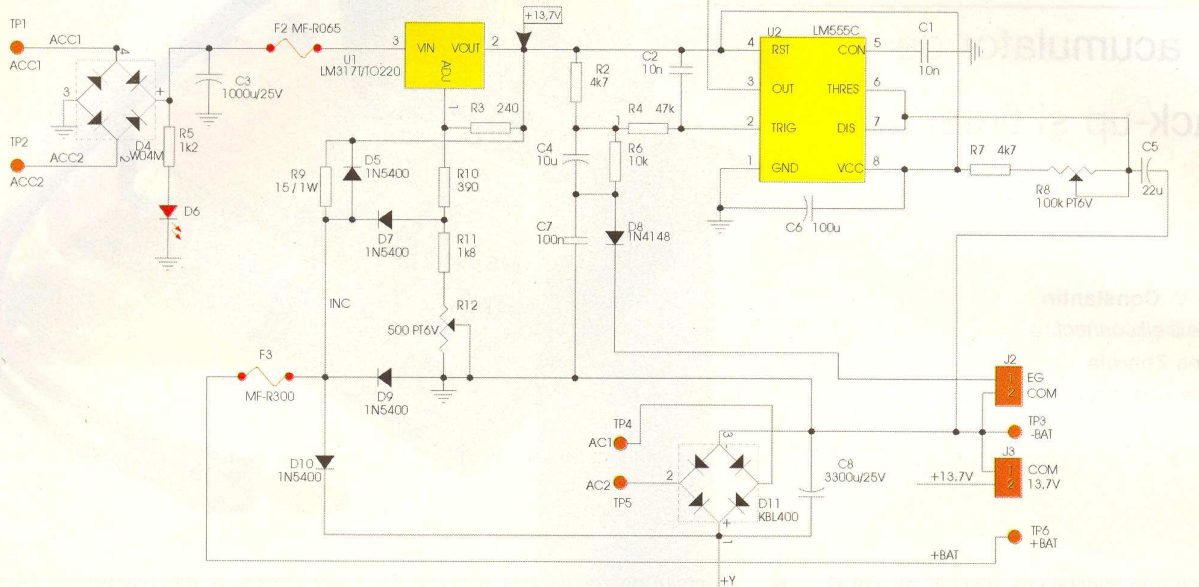 acumulator
ck-up si
TP1
ACC1
ACC1
TP2
ACC2
ACC2
4
3
+
2
D4
W04M
R5
1k2
D6
C3
1000u/25V
F2 MF-R065
3
VIN
VOUT
2
ADJ
1
U1
LM317T/TO220
+13,7V
R3 240
R9
15 / 1W
D5
1N5400
R10
390
D7
1N5400
R11
1k8
R12
500 PT6V
INC
F3
MF-R300
D9
1N5400
D10
1N5400
R2
4k7
C2
10n
R4 47k
C4
10u
R6
10k
C7
100n
D8
1N4148
U2
LM555C
4
RST
CON
5
3
OUT
THRES
6
2
TRIG
DIS
7
1
GND
VCC
8
C1
10n
C6
100u
R7 4k7
R8
100k PT6V
C5
22u
V. Constantin
TP4
AC1
AC2
TP5
3
-
2
+
1
D11
KBL400
C8
3300u/25V
+Y
J2
1
EG
2
COM
TP3
-BAT
J3
1
COM
2
13,7V
+13,7V
TP6
+BAT
+BAT